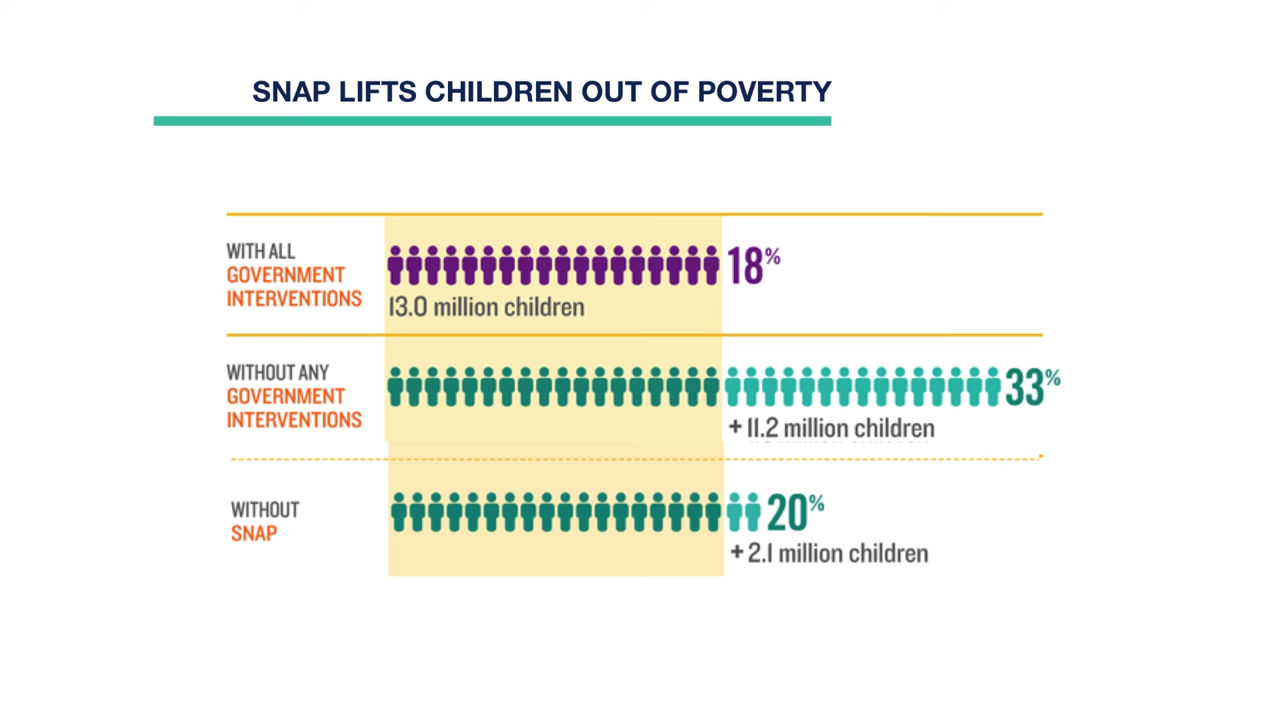 SNAP LIFTS CHILDREN OUT OF POVERTY
WITH ALL
GOVERNMENT
INTERVENTIONS
18%
13.0 million children
WITHOUT ANY
GOVERNMENT
INTERVENTIONS
33%
+ 11.2 million children
WITHOUT
SNAP
20%
+ 2.1 million children